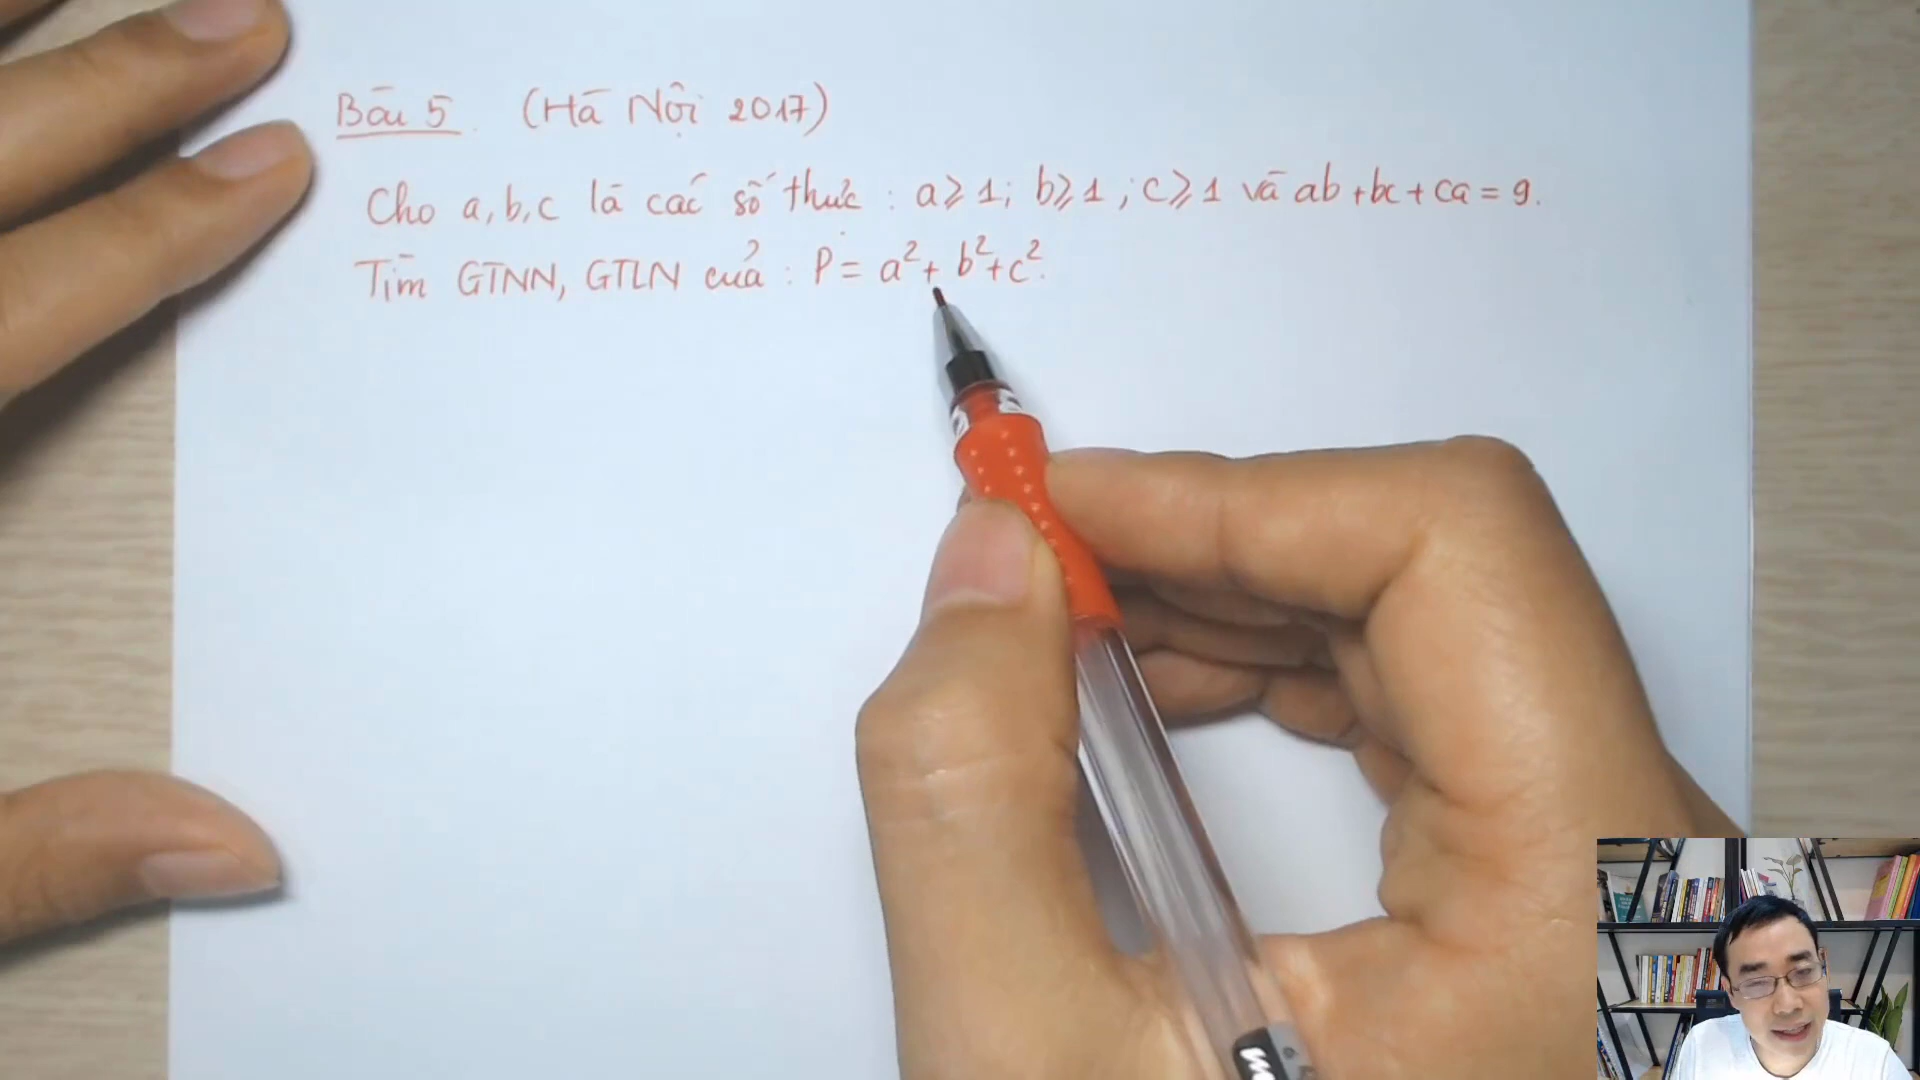 Bài 5 (Hà Nội 2017)
Cho a, b, c là các số thực : a ⩾ 1; b ⩾ 1 ; c ⩾ 1 và ab + bc + ca = 9.
Tìm GTNN, GTLN của : P = a² + b² + c².